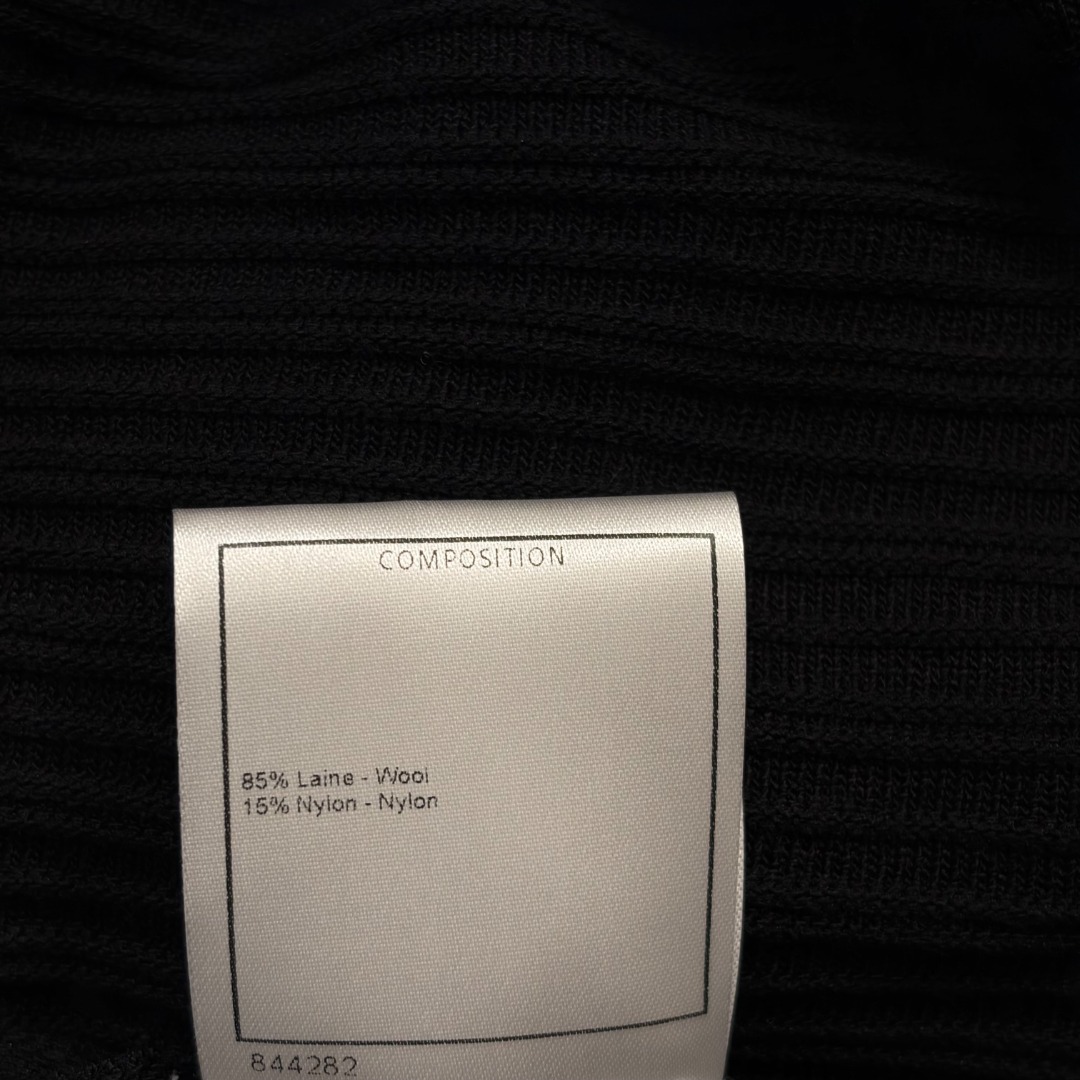 COMPOSITION
85% Laine - Wool
15% Nylon - Nylon
844282